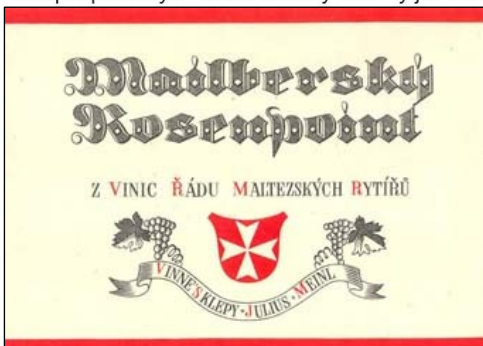 Mailberský
Rosenpoint
Z VINIC ŘÁDU MALTEZSKÝCH RYTÍŘŮ
VINNÉ SKLEPY · JULIUS · MEINL